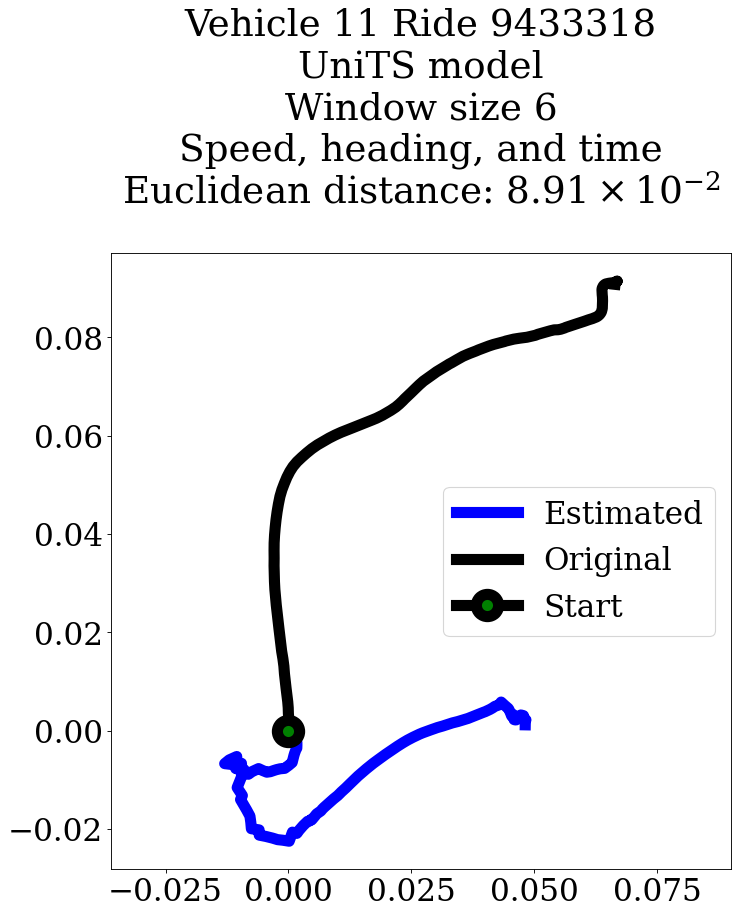 Vehicle 11 Ride 9433318
UniTS model
Window size 6
Speed, heading, and time
Euclidean distance: 8.91 × 10⁻²
0.08
0.06
0.04
0.02
0.00
−0.02
Estimated
Original
Start
−0.025 0.000 0.025 0.050 0.075